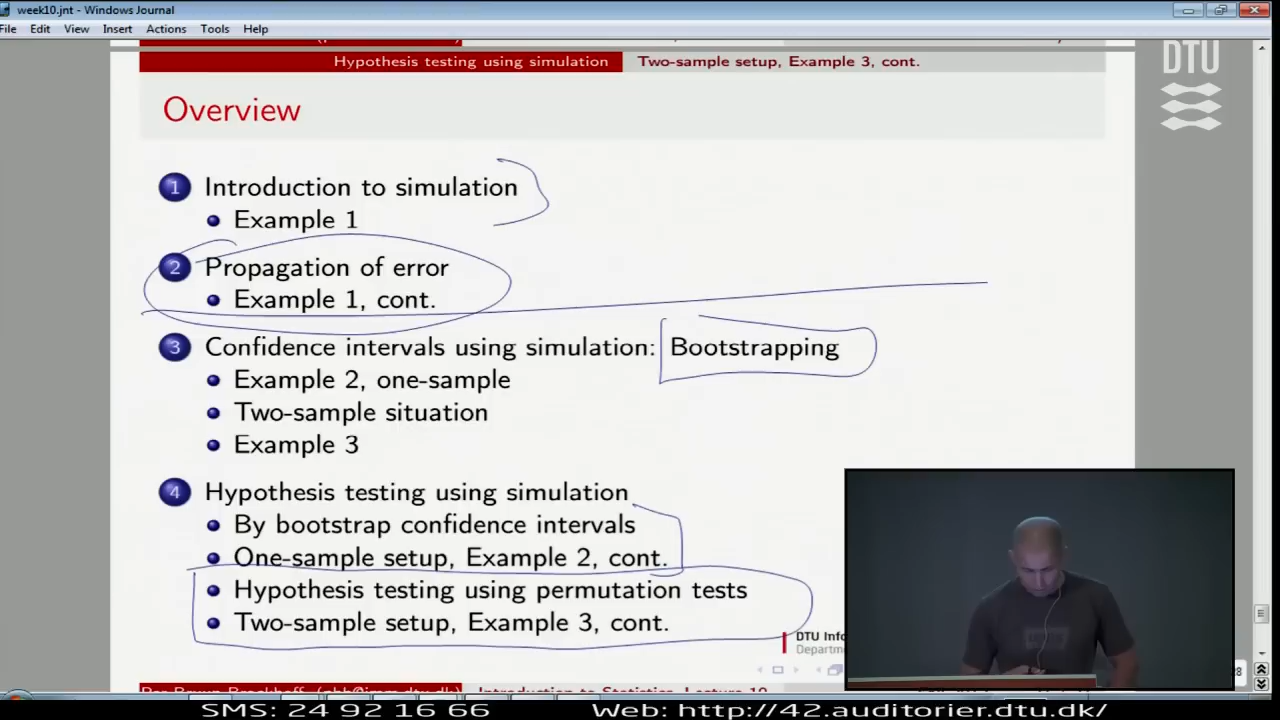 week10.jnt - Windows Journal
File Edit View Insert Actions Tools Help
Hypothesis testing using simulation Two-sample setup, Example 3, cont.
DTU
Overview
1 Introduction to simulation
Example 1
2 Propagation of error
Example 1, cont.
3 Confidence intervals using simulation: Bootstrapping
Example 2, one-sample
Two-sample situation
Example 3
4 Hypothesis testing using simulation
By bootstrap confidence intervals
One-sample setup, Example 2, cont.
Hypothesis testing using permutation tests
Two-sample setup, Example 3, cont.
DTU Info
Departme
28
Introduction to Statistics, Lecture 10
SMS: 24 92 16 66 Web: http://42.auditorier.dtu.dk/